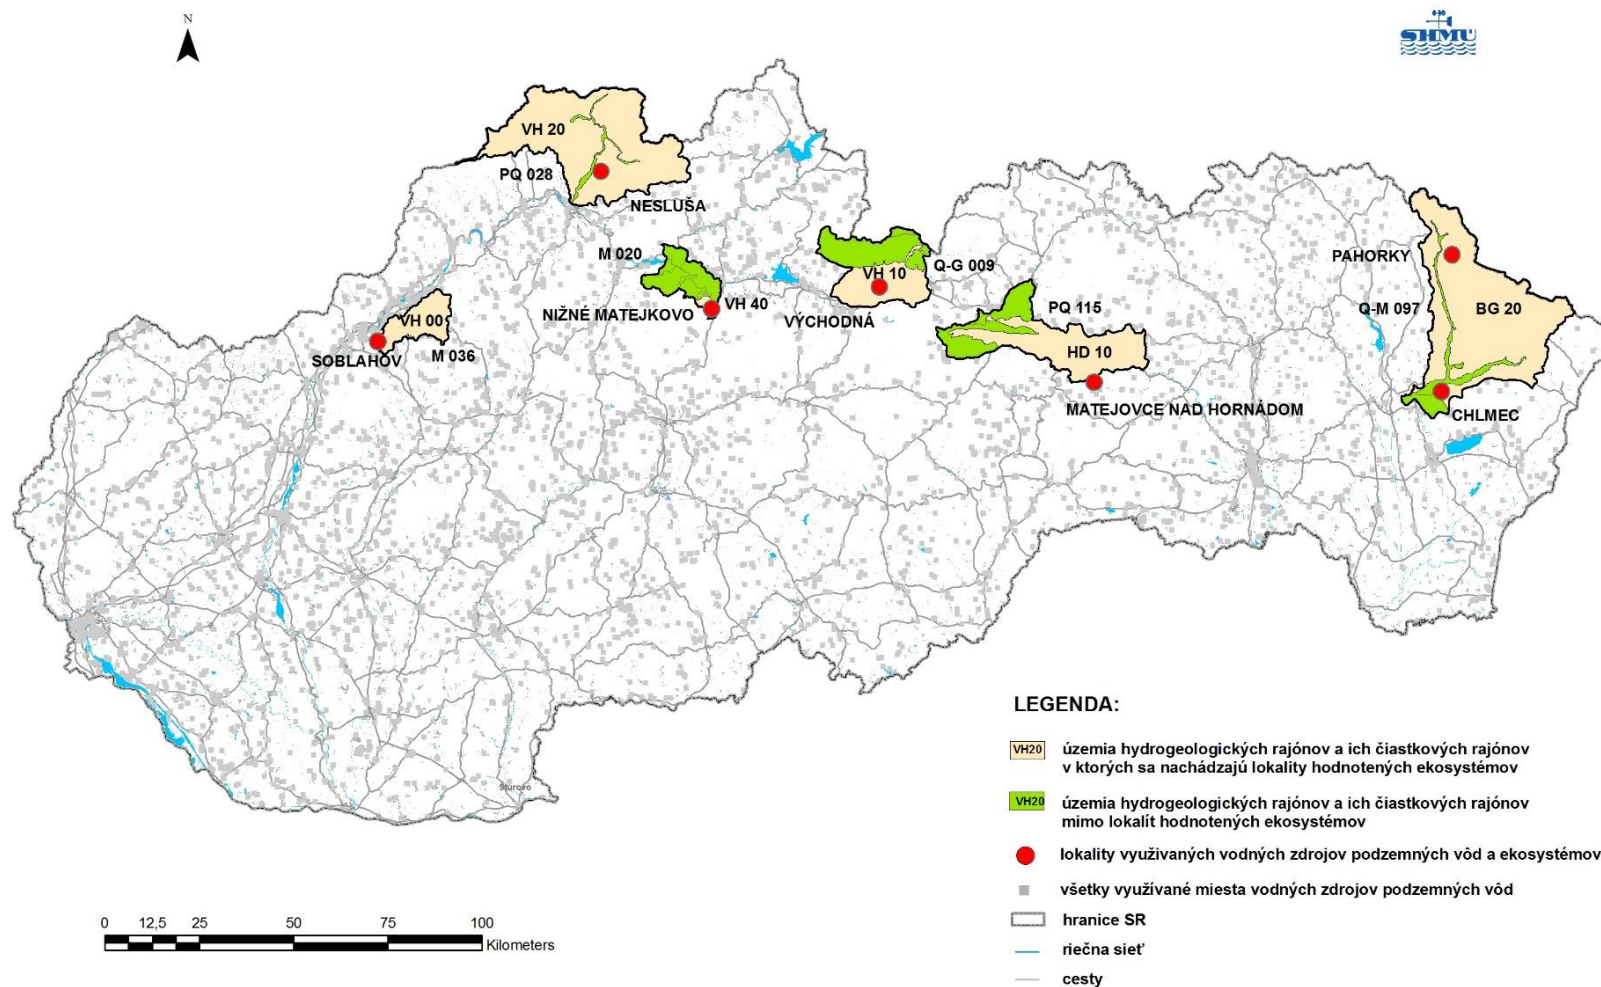 N
SHMÚ
VH 20
PQ 028
NESLUŠA
M 020
VH 10
Q-G 009
PAHORKY
VH 40
NIŽNÉ MATEJKOVO
VÝCHODNÁ
PQ 115
Q-M 097
BG 20
VH 00
M 036
SOBLAHOV
HD 10
MATEJOVCE NAD HORNÁDOM
CHLMEC
Štúrovo
LEGENDA:
VH20 územia hydrogeologických rajónov a ich čiastkových rajónov
v ktorých sa nachádzajú lokality hodnotených ekosystémov
VH20 územia hydrogeologických rajónov a ich čiastkových rajónov
mimo lokalít hodnotených ekosystémov
lokality využivaných vodných zdrojov podzemných vôd a ekosystémov
všetky využívané miesta vodných zdrojov podzemných vôd
hranice SR
riečna sieť
cesty
0 12,5 25 50 75 100
Kilometers